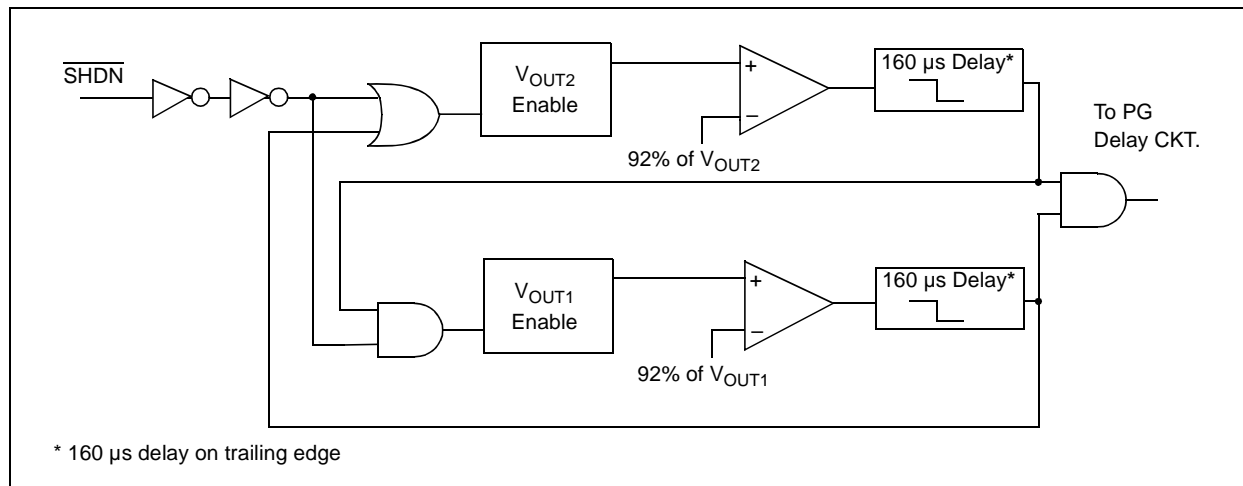 SHDN
V_OUT2
Enable
+
−
92% of V_OUT2
160 µs Delay*
To PG
Delay CKT.
V_OUT1
Enable
+
−
92% of V_OUT1
160 µs Delay*
* 160 µs delay on trailing edge